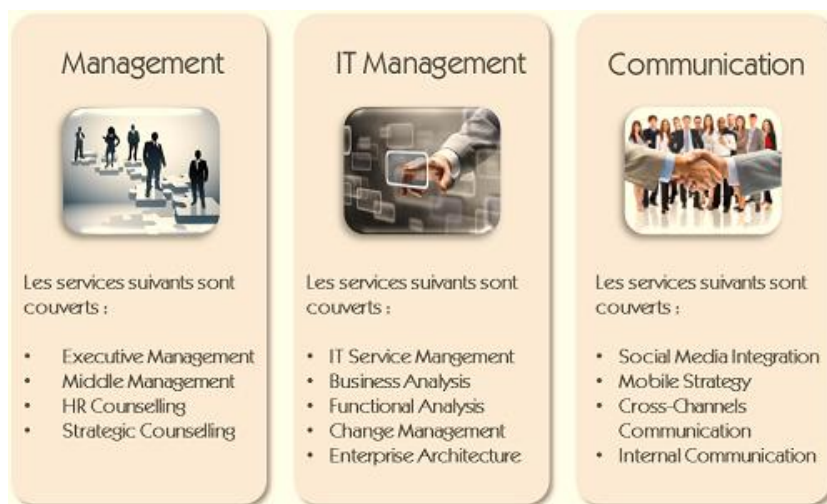 Management
Les services suivants sont
couverts :
• Executive Management
• Middle Management
• HR Counselling
• Strategic Counselling
IT Management
Les services suivants sont
couverts :
• IT Service Mangement
• Business Analysis
• Functional Analysis
• Change Management
• Enterprise Architecture
Communication
Les services suivants sont
couverts :
• Social Media Integration
• Mobile Strategy
• Cross-Channels
Communication
• Internal Communication